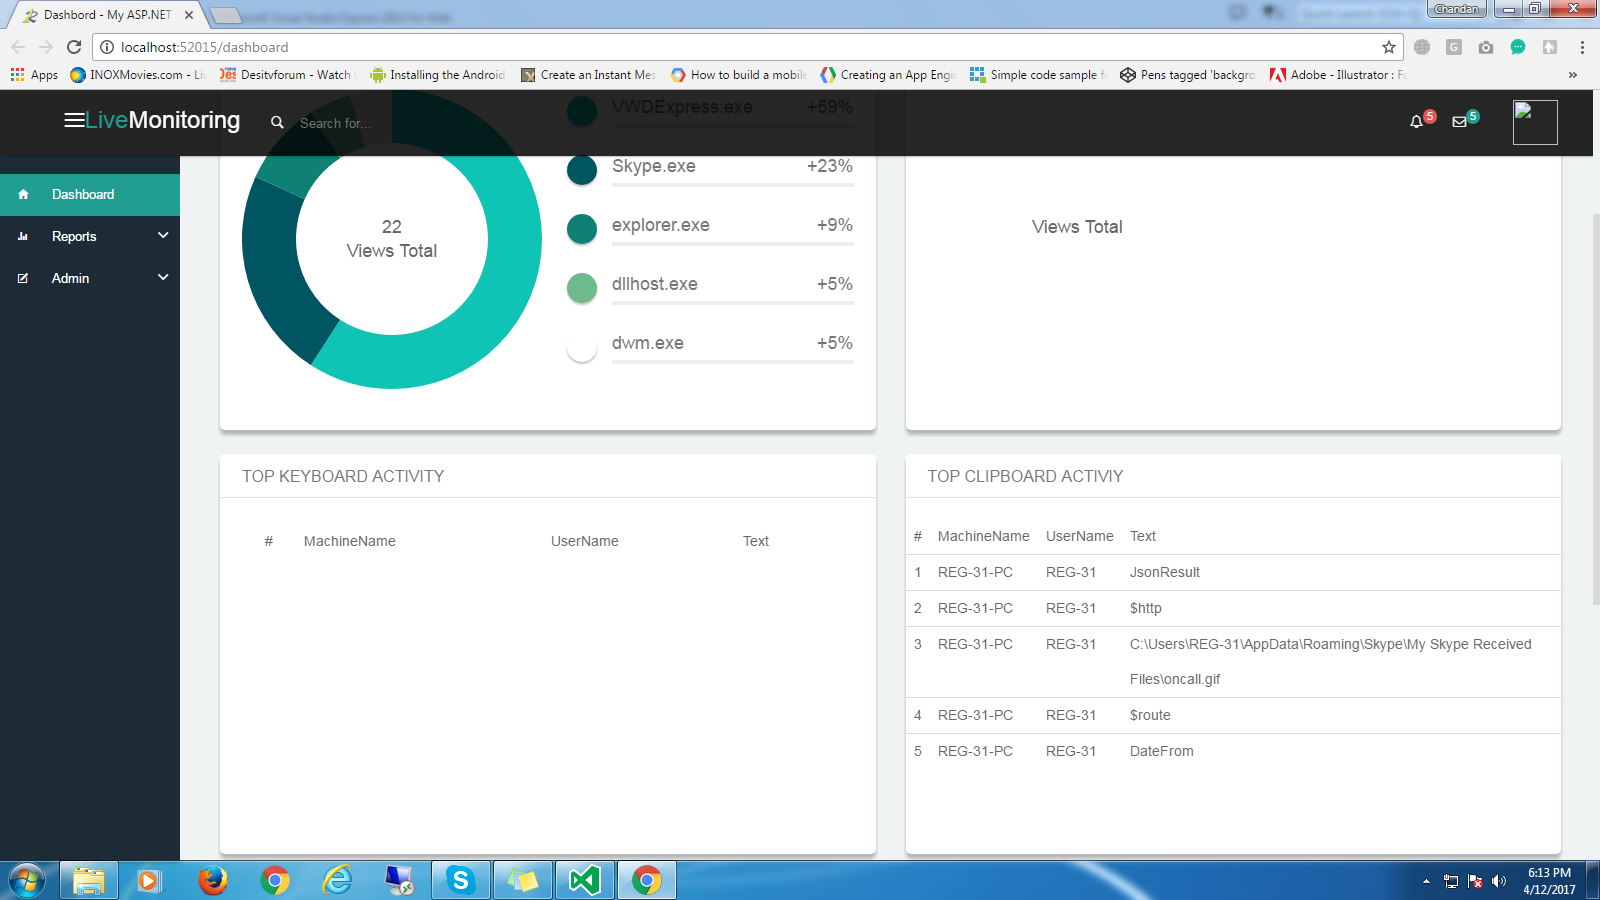 Dashbord - My ASP.NET
Chandan
localhost:52015/dashboard
Apps
INOXMovies.com - Li
Desitvforum - Watch
Installing the Android
Create an Instant Mes
How to build a mobile
Creating an App Engi
Simple code sample f
Pens tagged 'backgro
Adobe - Illustrator : Fo
»
LiveMonitoring
Search for...
5
5
Dashboard
Reports
Admin
VWDExpress.exe +59%
Skype.exe +23%
explorer.exe +9%
dllhost.exe +5%
dwm.exe +5%
22
Views Total
Views Total
TOP KEYBOARD ACTIVITY
# MachineName UserName Text
TOP CLIPBOARD ACTIVIY
# MachineName UserName Text
1 REG-31-PC REG-31 JsonResult
2 REG-31-PC REG-31 $http
3 REG-31-PC REG-31 C:\Users\REG-31\AppData\Roaming\Skype\My Skype Received
Files\oncall.gif
4 REG-31-PC REG-31 $route
5 REG-31-PC REG-31 DateFrom
6:13 PM
4/12/2017